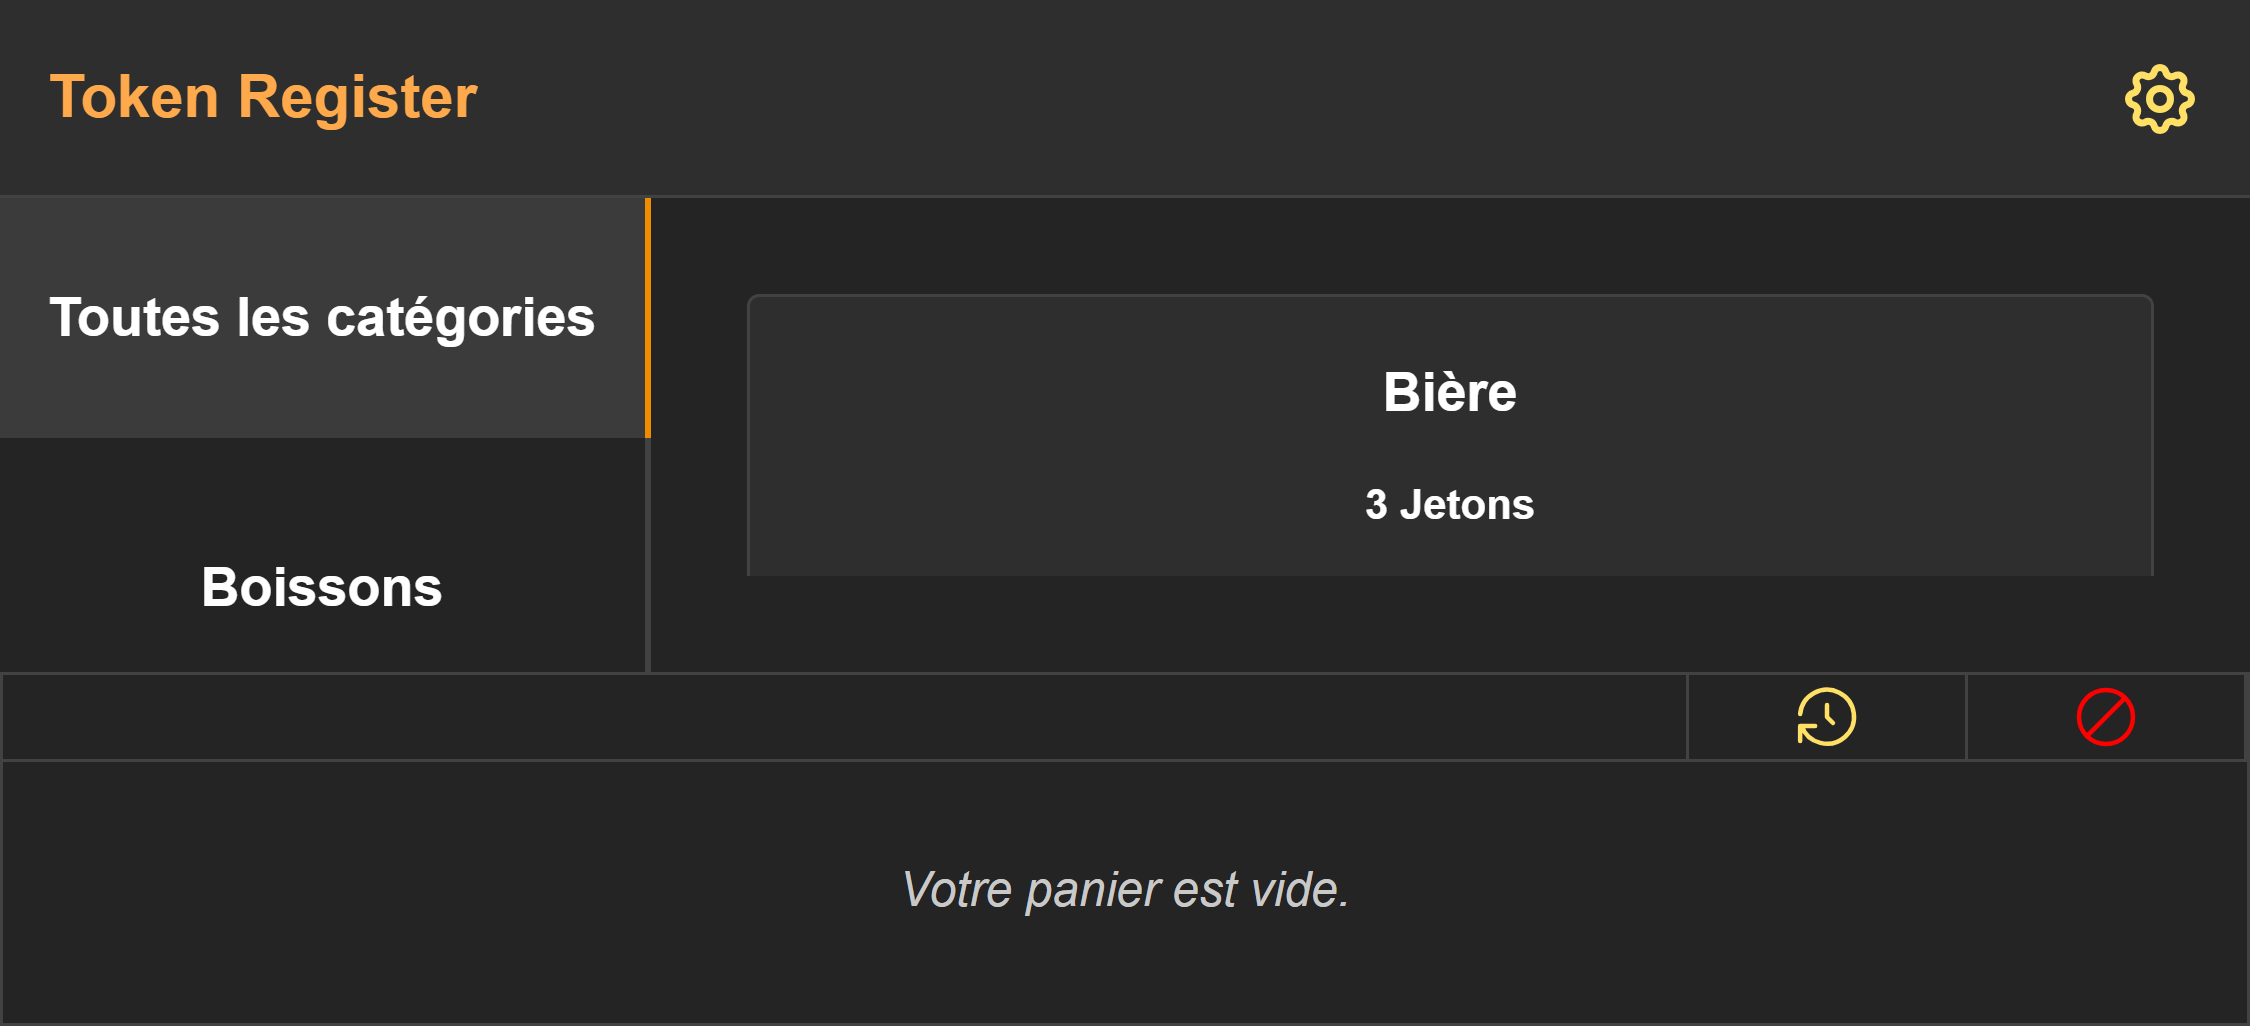 Token Register
Toutes les catégories
Boissons
Bière
3 Jetons
Votre panier est vide.